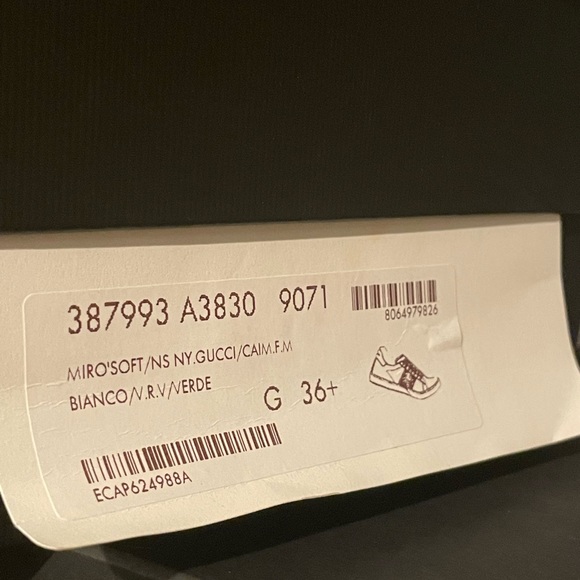 387993 A3830 9071
8064979826
MIRO'SOFT/NS NY.GUCCI/CAIM.F.M
BIANCO/V.R.V/VERDE
G 36+
ECAP624988A